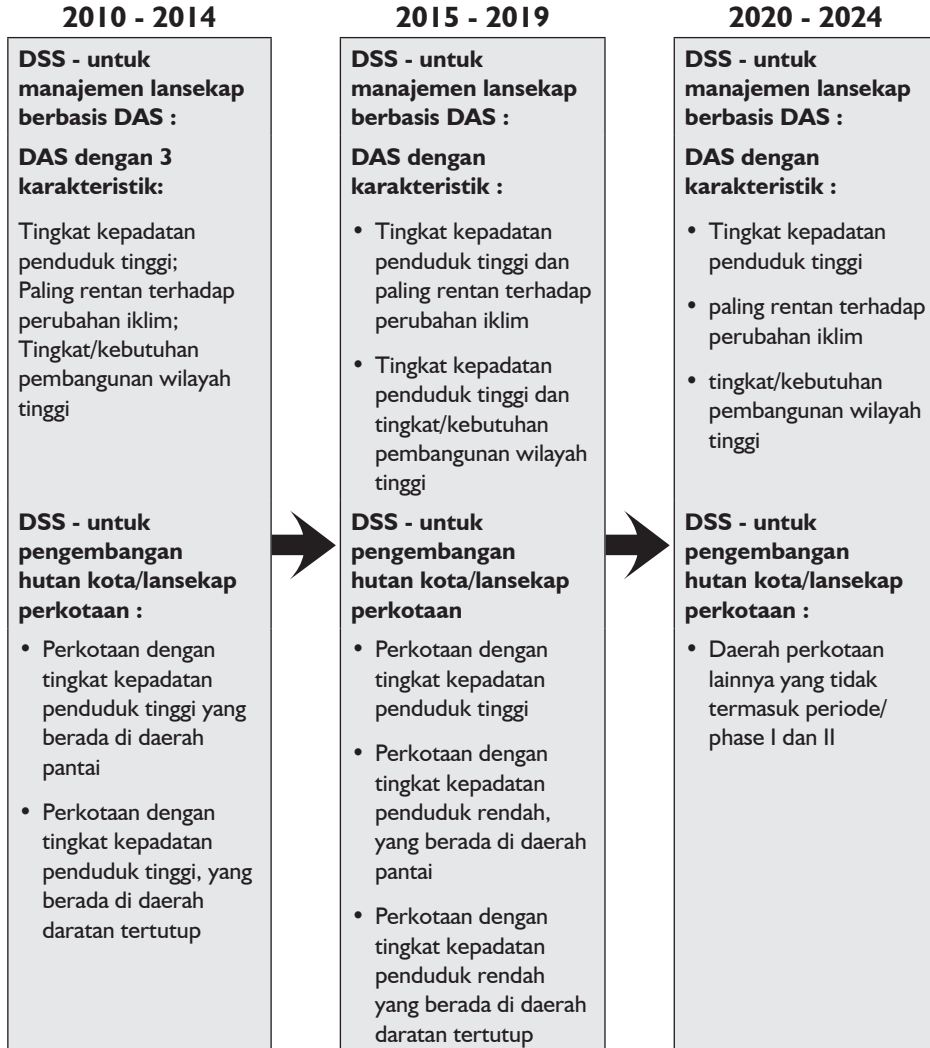 2010 - 2014
DSS - untuk
manajemen lansekap
berbasis DAS :
DAS dengan 3
karakteristik:
Tingkat kepadatan
penduduk tinggi;
Paling rentan terhadap
perubahan iklim;
Tingkat/kebutuhan
pembangunan wilayah
tinggi
DSS - untuk
pengembangan
hutan kota/lansekap
perkotaan :
• Perkotaan dengan
tingkat kepadatan
penduduk tinggi yang
berada di daerah
pantai
• Perkotaan dengan
tingkat kepadatan
penduduk tinggi, yang
berada di daerah
daratan tertutup
2015 - 2019
DSS - untuk
manajemen lansekap
berbasis DAS :
DAS dengan
karakteristik :
• Tingkat kepadatan
penduduk tinggi dan
paling rentan terhadap
perubahan iklim
• Tingkat kepadatan
penduduk tinggi dan
tingkat/kebutuhan
pembangunan wilayah
tinggi
DSS - untuk
pengembangan
hutan kota/lansekap
perkotaan
• Perkotaan dengan
tingkat kepadatan
penduduk tinggi
• Perkotaan dengan
tingkat kepadatan
penduduk rendah,
yang berada di daerah
pantai
• Perkotaan dengan
tingkat kepadatan
penduduk rendah
yang berada di daerah
daratan tertutup
2020 - 2024
DSS - untuk
manajemen lansekap
berbasis DAS :
DAS dengan
karakteristik :
• Tingkat kepadatan
penduduk tinggi
• paling rentan terhadap
perubahan iklim
• tingkat/kebutuhan
pembangunan wilayah
tinggi
DSS - untuk
pengembangan
hutan kota/lansekap
perkotaan :
• Daerah perkotaan
lainnya yang tidak
termasuk periode/
phase I dan II